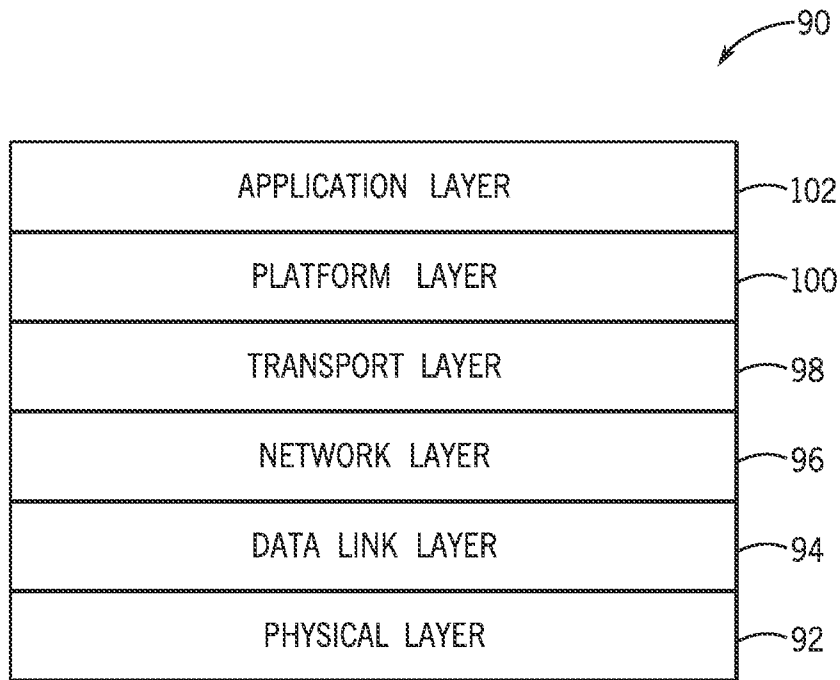 90
APPLICATION LAYER 102
PLATFORM LAYER 100
TRANSPORT LAYER 98
NETWORK LAYER 96
DATA LINK LAYER 94
PHYSICAL LAYER 92